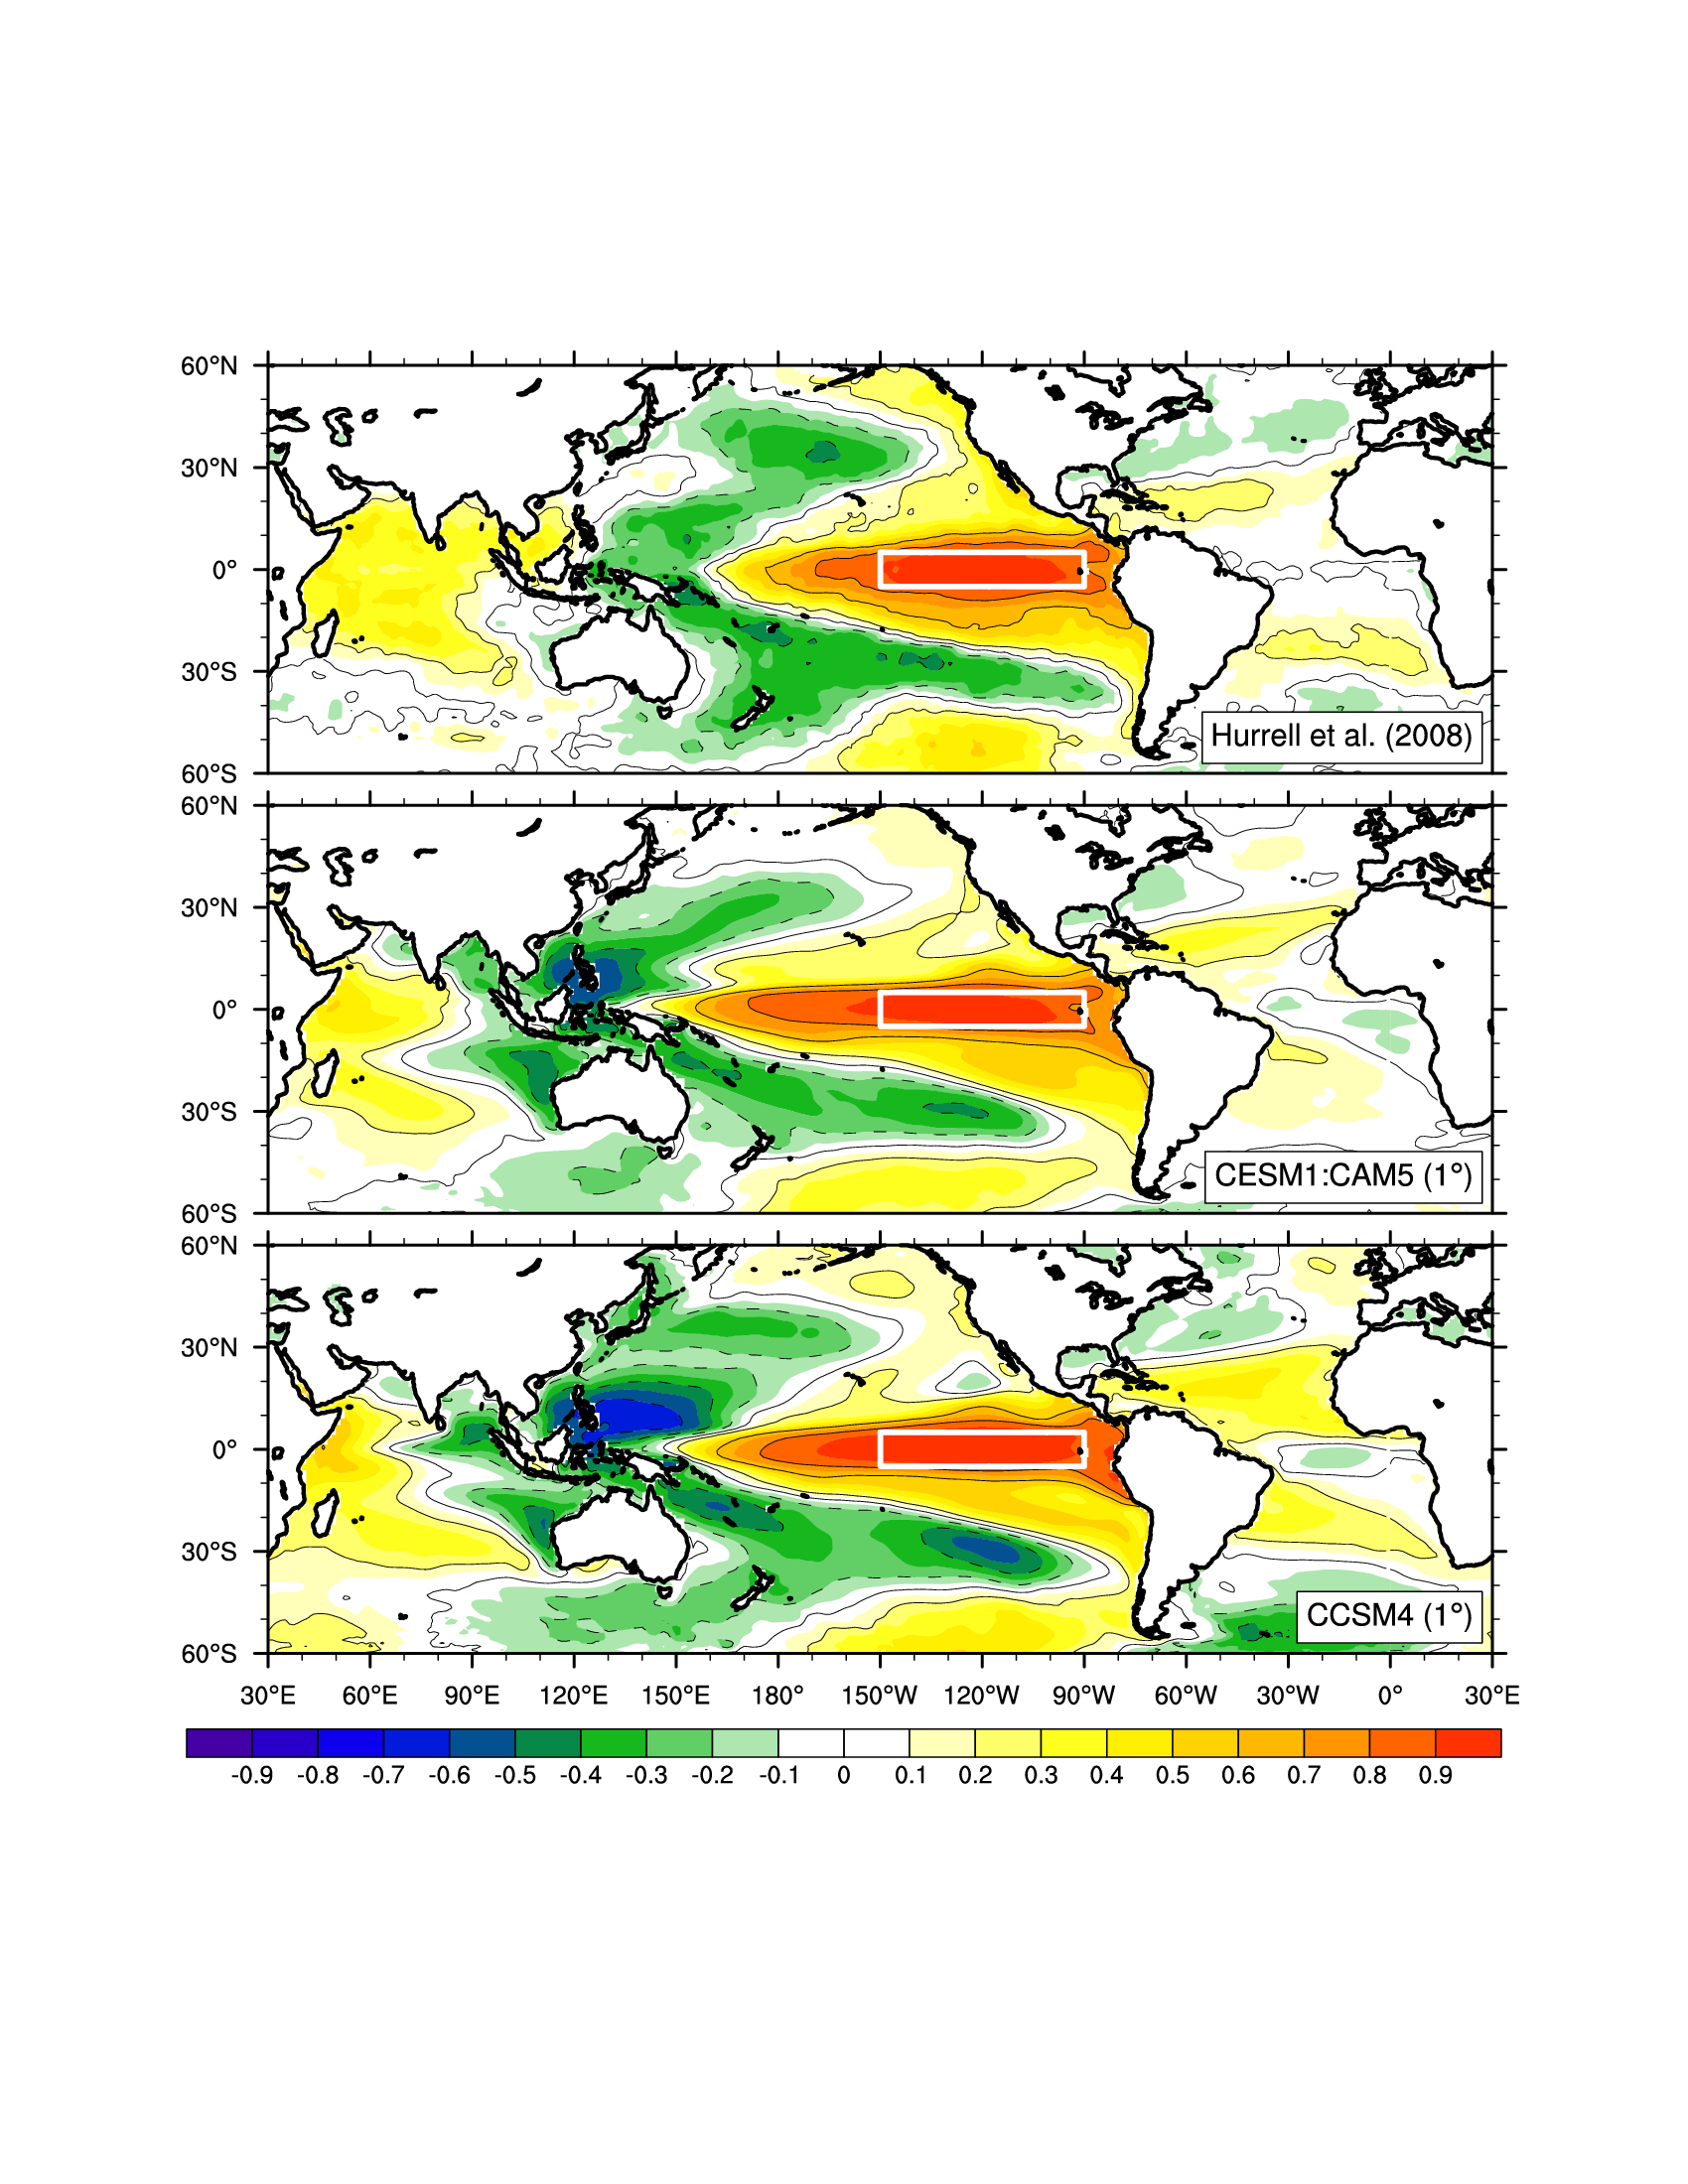 60°N
30°N
0°
30°S
60°S
Hurrell et al. (2008)
60°N
30°N
0°
30°S
60°S
CESM1:CAM5 (1°)
60°N
30°N
0°
30°S
60°S
CCSM4 (1°)
30°E 60°E 90°E 120°E 150°E 180° 150°W 120°W 90°W 60°W 30°W 0° 30°E
-0.9 -0.8 -0.7 -0.6 -0.5 -0.4 -0.3 -0.2 -0.1 0 0.1 0.2 0.3 0.4 0.5 0.6 0.7 0.8 0.9